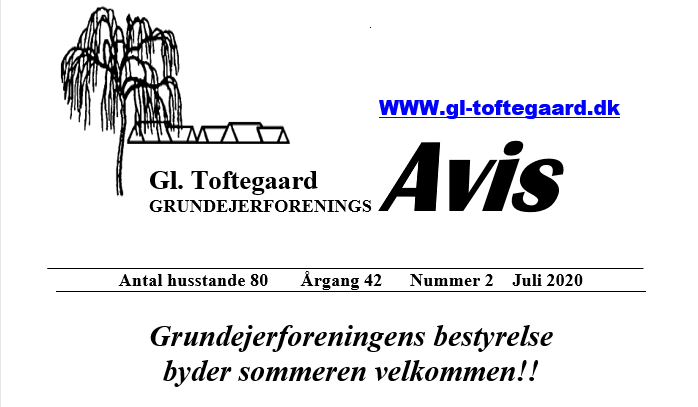 WWW.gl-toftegaard.dk
Gl. Toftegaard
GRUNDEJERFORENINGS Avis
Antal husstande 80 Årgang 42 Nummer 2 Juli 2020
Grundejerforeningens bestyrelse
byder sommeren velkommen!!